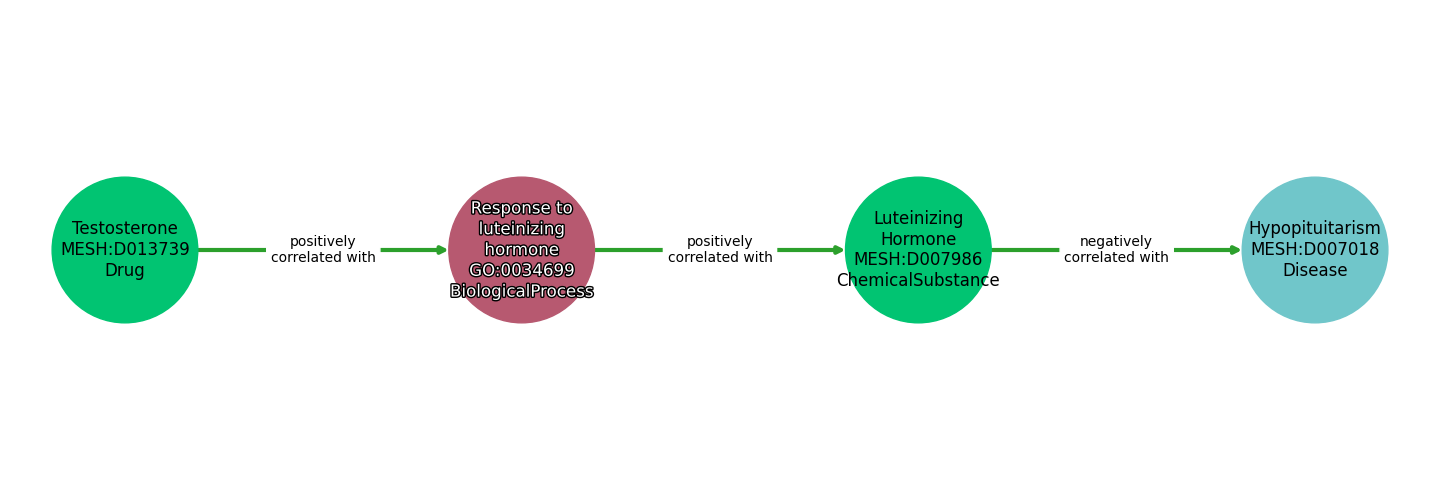 Testosterone
MESH:D013739
Drug
positively
correlated with
Response to
luteinizing
hormone
GO:0034699
BiologicalProcess
positively
correlated with
Luteinizing
Hormone
MESH:D007986
ChemicalSubstance
negatively
correlated with
Hypopituitarism
MESH:D007018
Disease